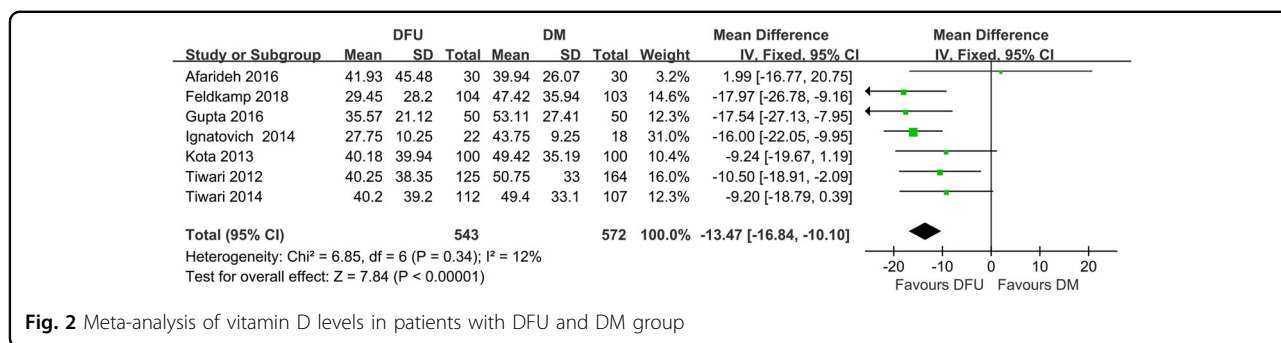 DFU DM Mean Difference Mean Difference
Study or Subgroup Mean SD Total Mean SD Total Weight IV, Fixed, 95% CI IV, Fixed, 95% CI
Afarideh 2016 41.93 45.48 30 39.94 26.07 30 3.2% 1.99 [-16.77, 20.75]
Feldkamp 2018 29.45 28.2 104 47.42 35.94 103 14.6% -17.97 [-26.78, -9.16]
Gupta 2016 35.57 21.12 50 53.11 27.41 50 12.3% -17.54 [-27.13, -7.95]
Ignatovich 2014 27.75 10.25 22 43.75 9.25 18 31.0% -16.00 [-22.05, -9.95]
Kota 2013 40.18 39.94 100 49.42 35.19 100 10.4% -9.24 [-19.67, 1.19]
Tiwari 2012 40.25 38.35 125 50.75 33 164 16.0% -10.50 [-18.91, -2.09]
Tiwari 2014 40.2 39.2 112 49.4 33.1 107 12.3% -9.20 [-18.79, 0.39]
Total (95% CI) 543 572 100.0% -13.47 [-16.84, -10.10]
Heterogeneity: Chi² = 6.85, df = 6 (P = 0.34); I² = 12%
Test for overall effect: Z = 7.84 (P < 0.00001)
-20 -10 0 10 20
Favours DFU Favours DM
Fig. 2 Meta-analysis of vitamin D levels in patients with DFU and DM group